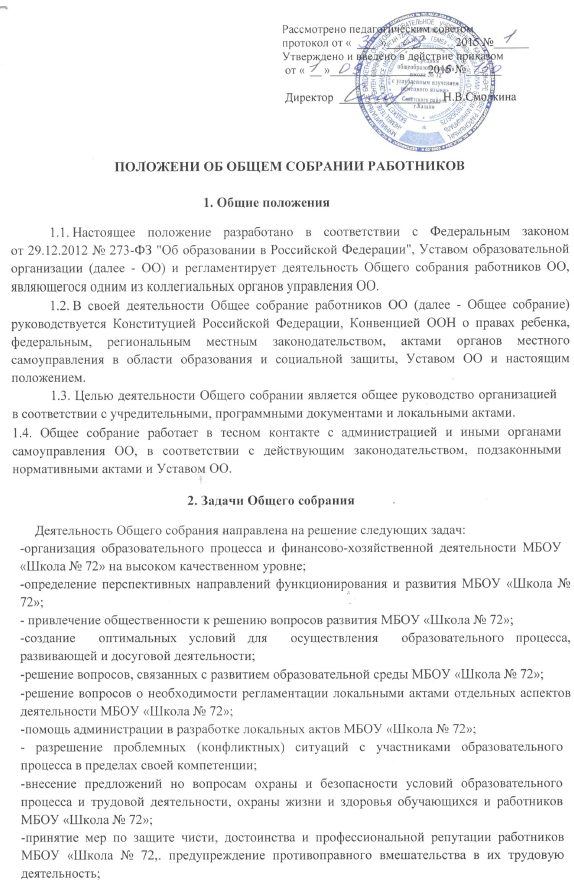 Рассмотрено педагогическим советом
протокол от « 2015 № 1
Утверждено и введено в действие приказом
от « 1 » 2015 №
Директор Н.В.Смолкина
ПОЛОЖЕНИ ОБ ОБЩЕМ СОБРАНИИ РАБОТНИКОВ
1. Общие положения
1.1. Настоящее положение разработано в соответствии с Федеральным законом
от 29.12.2012 № 273-ФЗ "Об образовании в Российской Федерации", Уставом образовательной
организации (далее - ОО) и регламентирует деятельность Общего собрания работников ОО,
являющегося одним из коллегиальных органов управления ОО.
1.2. В своей деятельности Общее собрание работников ОО (далее - Общее собрание)
руководствуется Конституцией Российской Федерации, Конвенцией ООН о правах ребенка,
федеральным, региональным местным законодательством, актами органов местного
самоуправления в области образования и социальной защиты, Уставом ОО и настоящим
положением.
1.3. Целью деятельности Общего собрании является общее руководство организацией
в соответствии с учредительными, программными документами и локальными актами.
1.4. Общее собрание работает в тесном контакте с администрацией и иными органами
самоуправления ОО, в соответствии с действующим законодательством, подзаконными
нормативными актами и Уставом ОО.
2. Задачи Общего собрания
Деятельность Общего собрания направлена на решение следующих задач:
-организация образовательного процесса и финансово-хозяйственной деятельности МБОУ
«Школа № 72» на высоком качественном уровне;
-определение перспективных направлений функционирования и развития МБОУ «Школа №
72»;
- привлечение общественности к решению вопросов развития МБОУ «Школа № 72»;
-создание оптимальных условий для осуществления образовательного процесса,
развивающей и досуговой деятельности;
-решение вопросов, связанных с развитием образовательной среды МБОУ «Школа № 72»;
-решение вопросов о необходимости регламентации локальными актами отдельных аспектов
деятельности МБОУ «Школа № 72»;
-помощь администрации в разработке локальных актов МБОУ «Школа № 72»;
- разрешение проблемных (конфликтных) ситуаций с участниками образовательного
процесса в пределах своей компетенции;
-внесение предложений но вопросам охраны и безопасности условий образовательного
процесса и трудовой деятельности, охраны жизни и здоровья обучающихся и работников
МБОУ «Школа № 72»;
-принятие мер по защите чисти, достоинства и профессиональной репутации работников
МБОУ «Школа № 72,. предупреждение противоправного вмешательства в их трудовую
деятельность;